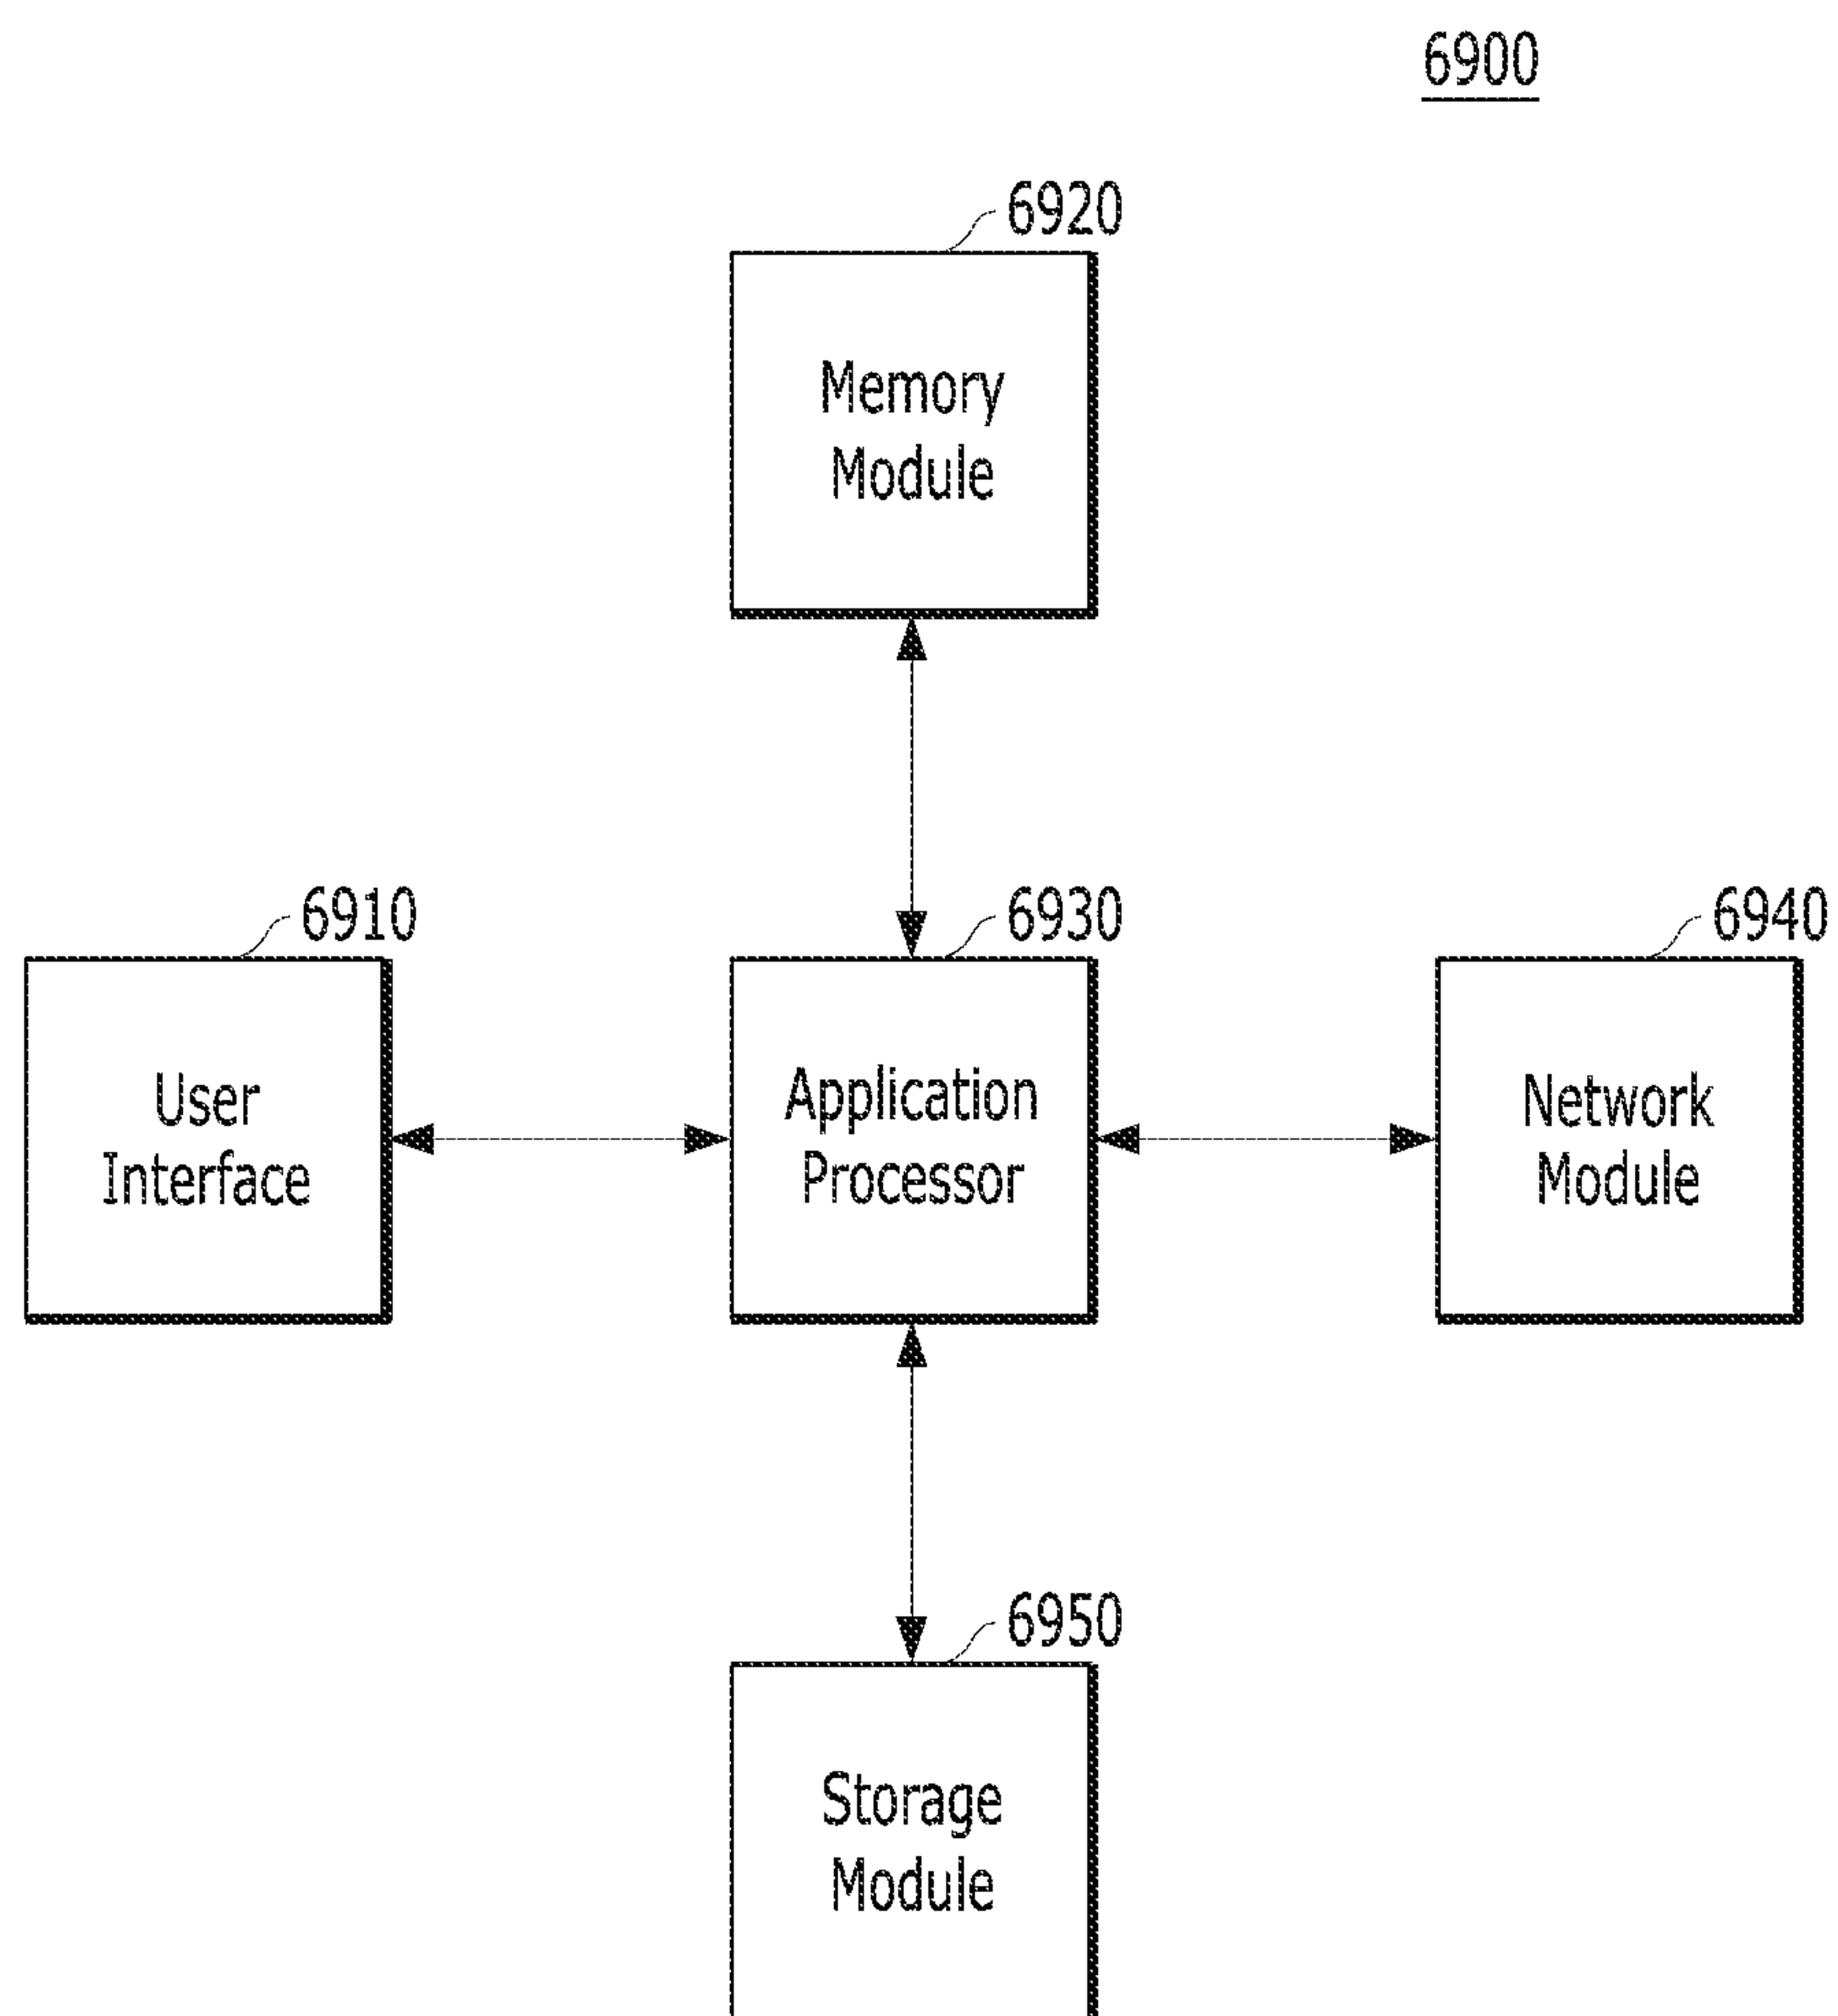 6900
6920
Memory
Module
6910
User
Interface
6930
Application
Processor
6940
Network
Module
6950
Storage
Module